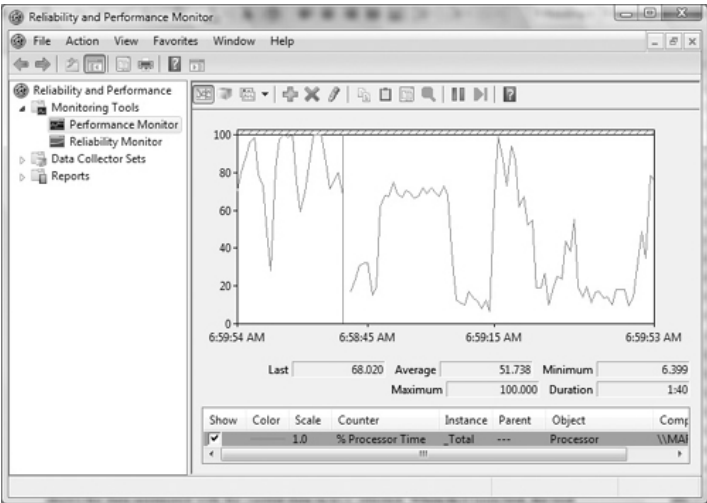 Reliability and Performance Monitor
File Action View Favorites Window Help
Reliability and Performance
Monitoring Tools
Performance Monitor
Reliability Monitor
Data Collector Sets
Reports
100
80
60
40
20
0
6:59:54 AM 6:58:45 AM 6:59:15 AM 6:59:53 AM
Last 68.020 Average 51.738 Minimum 6.399
Maximum 100.000 Duration 1:40
Show Color Scale Counter Instance Parent Object Comp
1.0 % Processor Time _Total --- Processor \\MAI